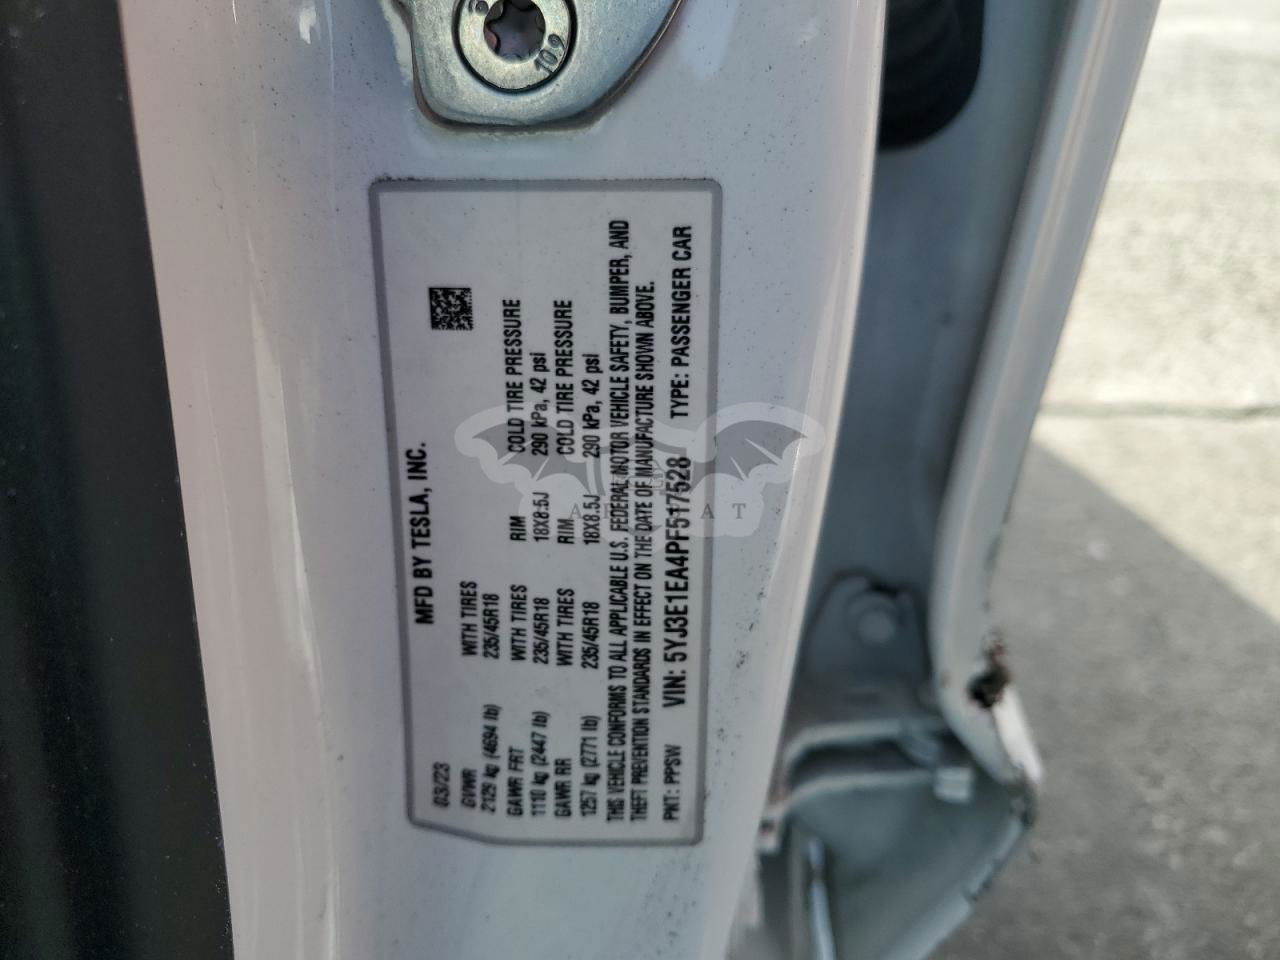 MFD BY TESLA, INC.
03/23
GVWR WITH TIRES
2129 kg (4694 lb) 235/45R18
GAWR FRT WITH TIRES RIM COLD TIRE PRESSURE
1110 kg (2447 lb) 235/45R18 18X8.5J 290 kPa, 42 psi
GAWR RR WITH TIRES RIM COLD TIRE PRESSURE
1257 kg (2771 lb) 235/45R18 18X8.5J 290 kPa, 42 psi
THIS VEHICLE CONFORMS TO ALL APPLICABLE U.S. FEDERAL MOTOR VEHICLE SAFETY, BUMPER, AND
THEFT PREVENTION STANDARDS IN EFFECT ON THE DATE OF MANUFACTURE SHOWN ABOVE.
PNT: PPSW VIN: 5YJ3E1EA4PF517528 TYPE: PASSENGER CAR
10.9